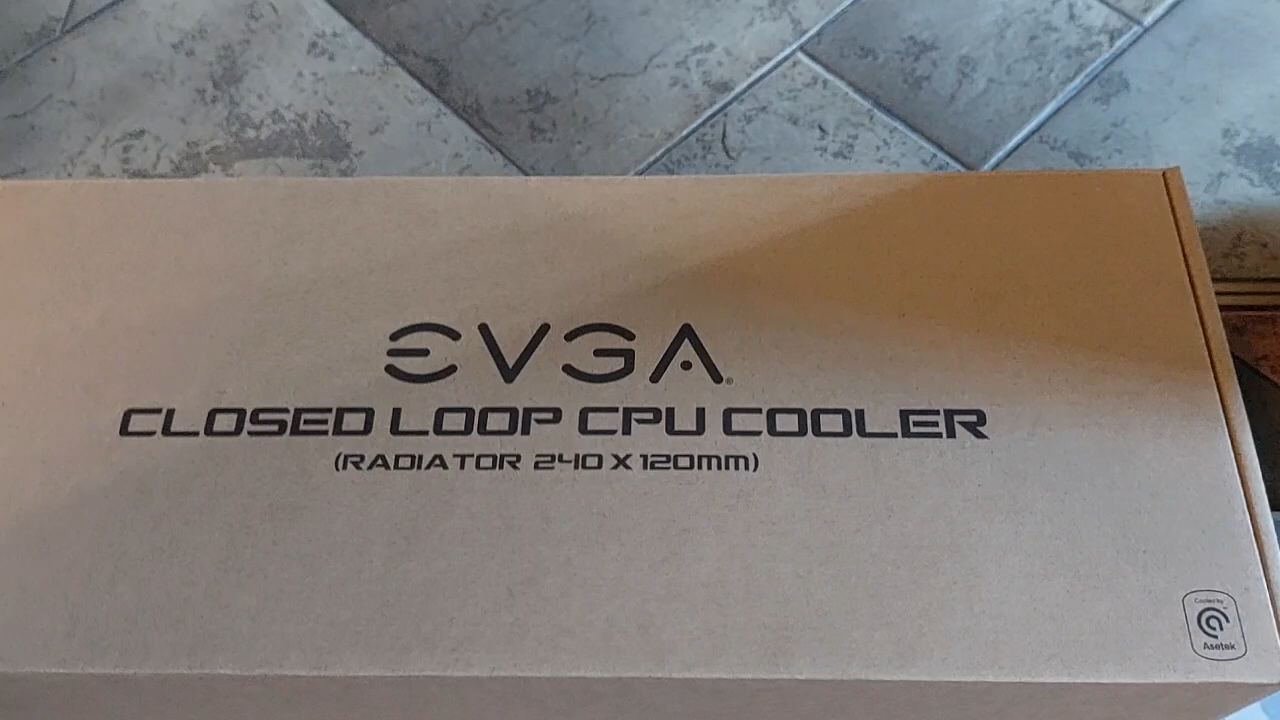 EVGA
CLOSED LOOP CPU COOLER
(RADIATOR 240 X 120mm)
Cooled by
Asetek